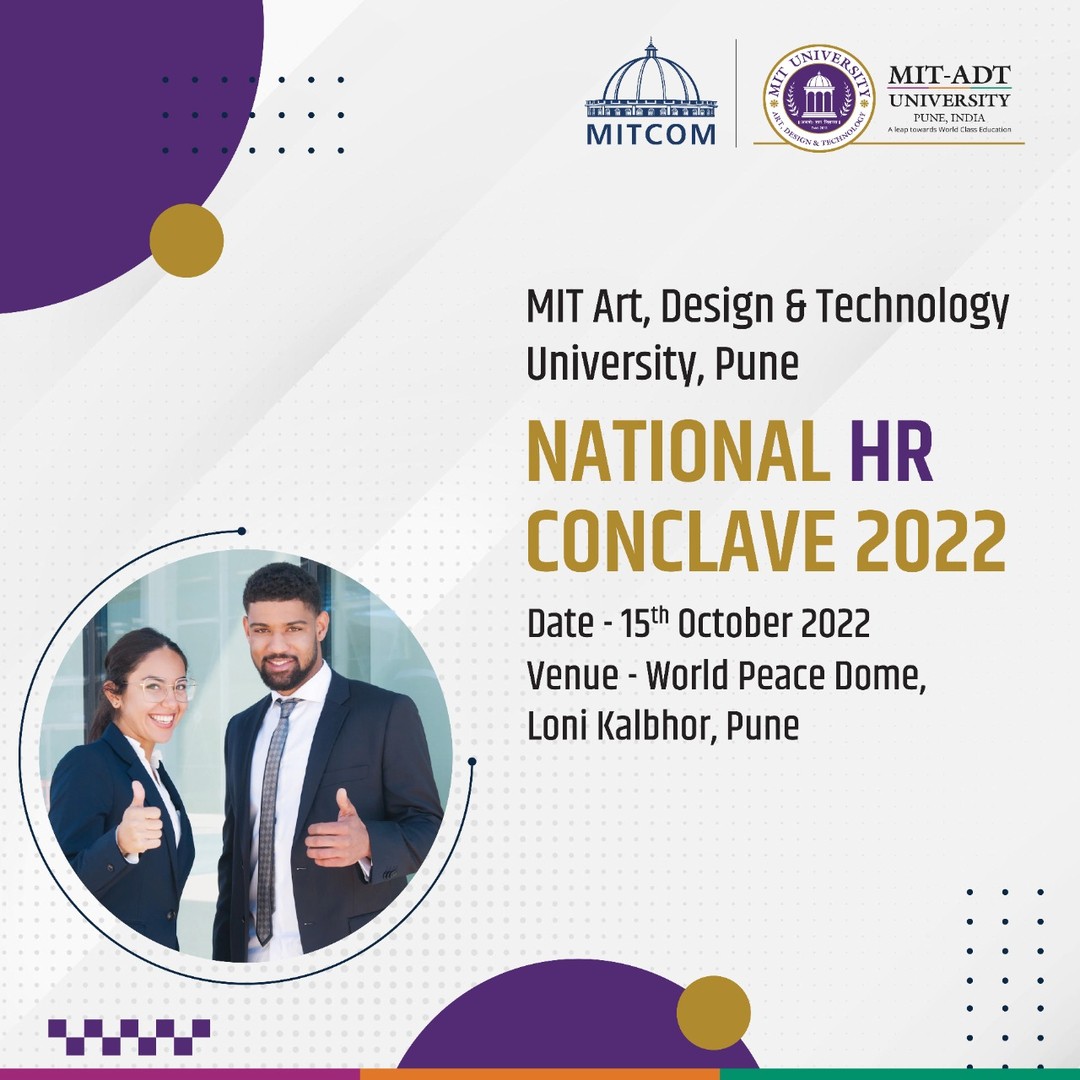 MITCOM
MIT UNIVERSITY
ART, DESIGN & TECHNOLOGY
MIT-ADT
UNIVERSITY
PUNE, INDIA
A leap towards World Class Education
MIT Art, Design & Technology
University, Pune
NATIONAL HR
CONCLAVE 2022
Date - 15th October 2022
Venue - World Peace Dome,
Loni Kalbhor, Pune